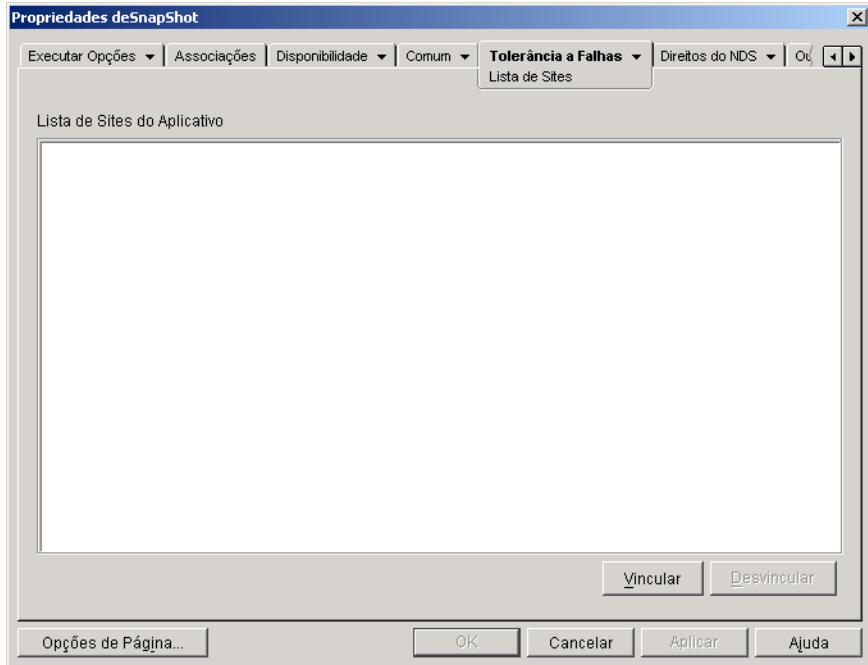 Propriedades deSnapShot
Executar Opções Associações Disponibilidade Comum Tolerância a Falhas Direitos do NDS
Lista de Sites
Lista de Sites do Aplicativo
Vincular Desvincular
Opções de Página... OK Cancelar Aplicar Ajuda